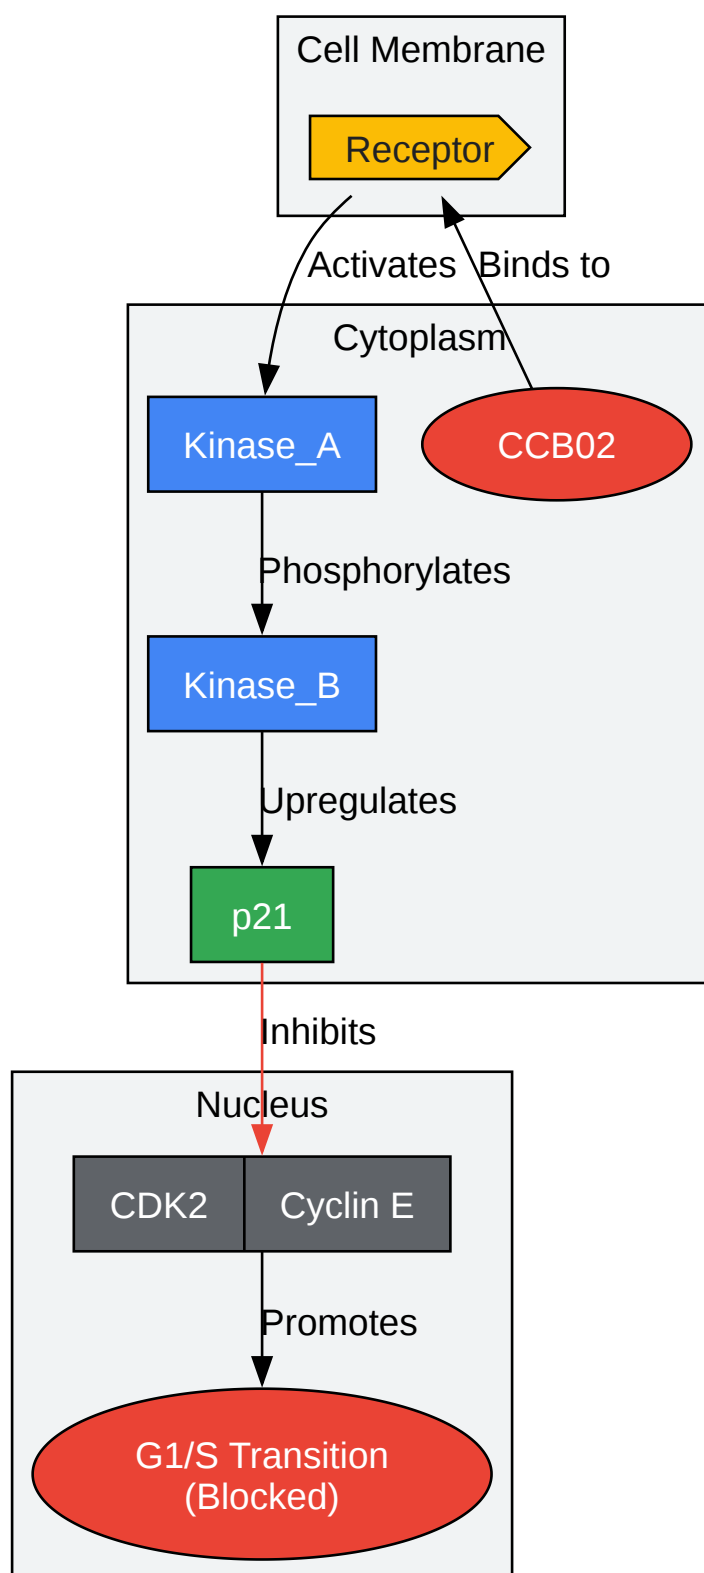 Cell Membrane
Receptor
Activates
Binds to
Cytoplasm
Kinase_A
CCB02
Phosphorylates
Kinase_B
Upregulates
p21
Inhibits
Nucleus
CDK2
Cyclin E
Promotes
G1/S Transition
(Blocked)